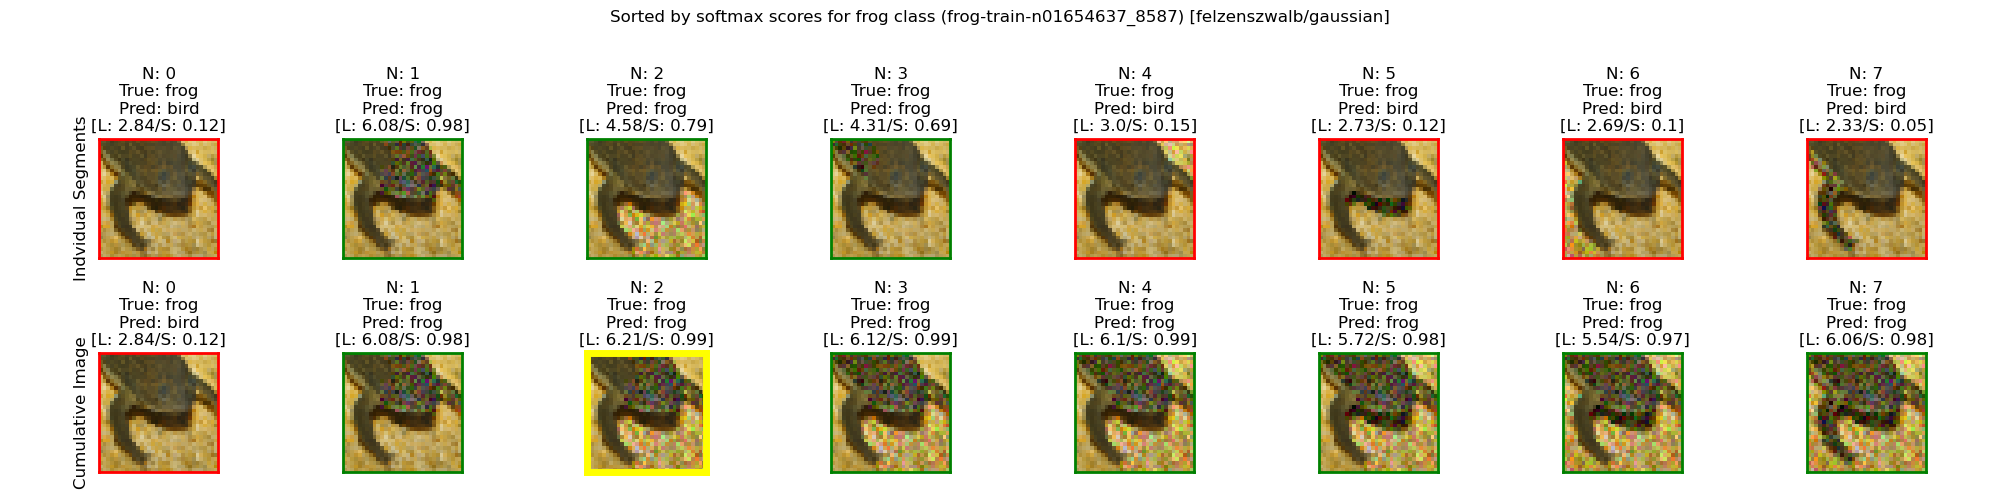 Sorted by softmax scores for frog class (frog-train-n01654637_8587) [felzenszwalb/gaussian]
Indvidual Segments
N: 0
True: frog
Pred: bird
[L: 2.84/S: 0.12]
N: 1
True: frog
Pred: frog
[L: 6.08/S: 0.98]
N: 2
True: frog
Pred: frog
[L: 4.58/S: 0.79]
N: 3
True: frog
Pred: frog
[L: 4.31/S: 0.69]
N: 4
True: frog
Pred: bird
[L: 3.0/S: 0.15]
N: 5
True: frog
Pred: bird
[L: 2.73/S: 0.12]
N: 6
True: frog
Pred: bird
[L: 2.69/S: 0.1]
N: 7
True: frog
Pred: bird
[L: 2.33/S: 0.05]
Cumulative Image
N: 0
True: frog
Pred: bird
[L: 2.84/S: 0.12]
N: 1
True: frog
Pred: frog
[L: 6.08/S: 0.98]
N: 2
True: frog
Pred: frog
[L: 6.21/S: 0.99]
N: 3
True: frog
Pred: frog
[L: 6.12/S: 0.99]
N: 4
True: frog
Pred: frog
[L: 6.1/S: 0.99]
N: 5
True: frog
Pred: frog
[L: 5.72/S: 0.98]
N: 6
True: frog
Pred: frog
[L: 5.54/S: 0.97]
N: 7
True: frog
Pred: frog
[L: 6.06/S: 0.98]